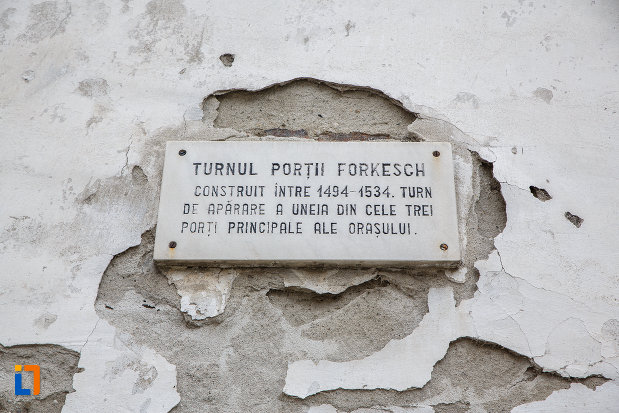 TURNUL PORȚII FORKESCH
CONSTRUIT ÎNTRE 1494-1534. TURN
DE APĂRARE A UNEIA DIN CELE TREI
PORȚI PRINCIPALE ALE ORAȘULUI.